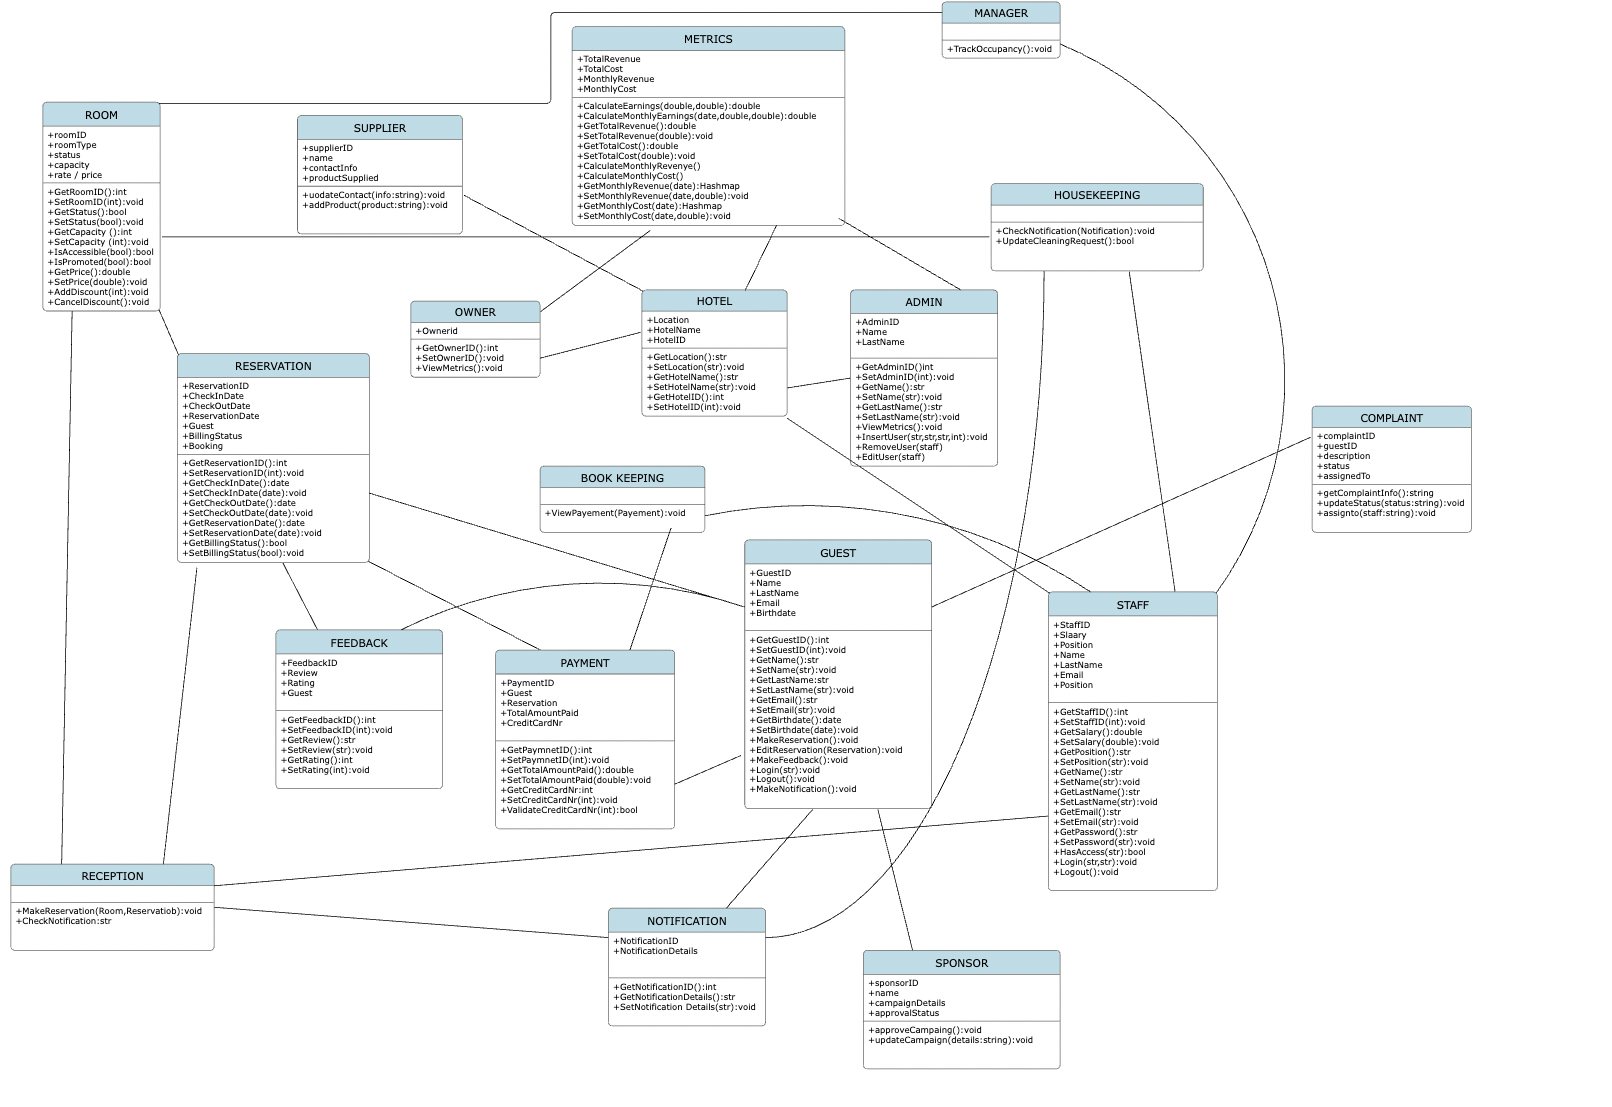 MANAGER
+TrackOccupancy():void
METRICS
+TotalRevenue
+TotalCost
+MonthlyRevenue
+MonthlyCost
+CalculateEarnings(double,double):double
+CalculateMonthlyEarnings(date,double,double):double
+GetTotalRevenue():double
+SetTotalRevenue(double):void
+GetTotalCost():double
+SetTotalCost(double):void
+CalculateMonthlyRevenye()
+CalculateMonthlyCost()
+GetMonthlyRevenue(date):Hashmap
+SetMonthlyRevenue(date,double):void
+GetMonthlyCost(date):Hashmap
+SetMonthlyCost(date,double):void
ROOM
+roomID
+roomType
+status
+capacity
+rate / price
+GetRoomID():int
+SetRoomID(int):void
+GetStatus():bool
+SetStatus(bool):void
+GetCapacity ():int
+SetCapacity (int):void
+IsAccessible(bool):bool
+IsPromoted(bool):bool
+GetPrice():double
+SetPrice(double):void
+AddDiscount(int):void
+CancelDiscount():void
SUPPLIER
+supplierID
+name
+contactInfo
+productSupplied
+uodateContact(info:string):void
+addProduct(product:string):void
HOUSEKEEPING
+CheckNotification(Notification):void
+UpdateCleaningRequest():bool
OWNER
+Ownerid
+GetOwnerID():int
+SetOwnerID():void
+ViewMetrics():void
HOTEL
+Location
+HotelName
+HotelID
+GetLocation():str
+SetLocation(str):void
+GetHotelName():str
+SetHotelName(str):void
+GetHotelID():int
+SetHotelID(int):void
ADMIN
+AdminID
+Name
+LastName
+GetAdminID()int
+SetAdminID(int):void
+GetName():str
+SetName(str):void
+GetLastName():str
+SetLastName(str):void
+ViewMetrics():void
+InsertUser(str,str,str,int):void
+RemoveUser(staff)
+EditUser(staff)
RESERVATION
+ReservationID
+CheckInDate
+CheckOutDate
+ReservationDate
+Guest
+BillingStatus
+Booking
+GetReservationID():int
+SetReservationID(int):void
+GetCheckInDate():date
+SetCheckInDate(date):void
+GetCheckOutDate():date
+SetCheckOutDate(date):void
+GetReservationDate():date
+SetReservationDate(date):void
+GetBillingStatus():bool
+SetBillingStatus(bool):void
COMPLAINT
+complaintID
+guestID
+description
+status
+assignedTo
+getComplaintInfo():string
+updateStatus(status:string):void
+assignto(staff:string):void
BOOK KEEPING
+ViewPayement(Payement):void
GUEST
+GuestID
+Name
+LastName
+Email
+Birthdate
+GetGuestID():int
+SetGuestID(int):void
+GetName():str
+SetName(str):void
+GetLastName:str
+SetLastName(str):void
+GetEmail():str
+SetEmail(str):void
+GetBirthdate():date
+SetBirthdate(date):void
+MakeReservation():void
+EditReservation(Reservation):void
+MakeFeedback():void
+Login(str):void
+Logout():void
+MakeNotification():void
STAFF
+StaffID
+Slaary
+Position
+Name
+LastName
+Email
+Position
+GetStaffID():int
+SetStaffID(int):void
+GetSalary():double
+SetSalary(double):void
+GetPosition():str
+SetPosition(str):void
+GetName():str
+SetName(str):void
+GetLastName():str
+SetLastName(str):void
+GetEmail():str
+SetEmail(str):void
+GetPassword():str
+SetPassword(str):void
+HasAccess(str):bool
+Login(str,str):void
+Logout():void
FEEDBACK
+FeedbackID
+Review
+Rating
+Guest
+GetFeedbackID():int
+SetFeedbackID(int):void
+GetReview():str
+SetReview(str):void
+GetRating():int
+SetRating(int):void
PAYMENT
+PaymentID
+Guest
+Reservation
+TotalAmountPaid
+CreditCardNr
+GetPaymnetID():int
+SetPaymnetID(int):void
+GetTotalAmountPaid():double
+SetTotalAmountPaid(double):void
+GetCreditCardNr:int
+SetCreditCardNr(int):void
+ValidateCreditCardNr(int):bool
RECEPTION
+MakeReservation(Room,Reservatiob):void
+CheckNotification:str
NOTIFICATION
+NotificationID
+NotificationDetails
+GetNotificationID():int
+GetNotificationDetails():str
+SetNotification Details(str):void
SPONSOR
+sponsorID
+name
+campaignDetails
+approvalStatus
+approveCampaing():void
+updateCampaign(details:string):void